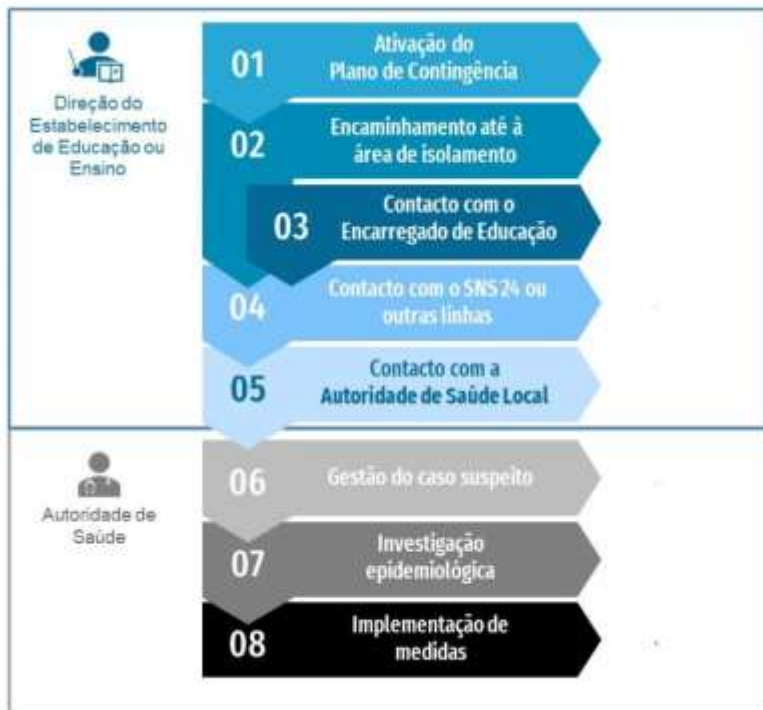 Direção do
Estabelecimento
de Educação ou
Ensino
01
Ativação do
Plano de Contingência
02
Encaminhamento até à
área de isolamento
03
Contacto com o
Encarregado de Educação
04
Contacto com o SNS 24 ou
outras linhas
05
Contacto com a
Autoridade de Saúde Local
Autoridade de
Saúde
06
Gestão do caso suspeito
07
Investigação
epidemiológica
08
Implementação de
medidas